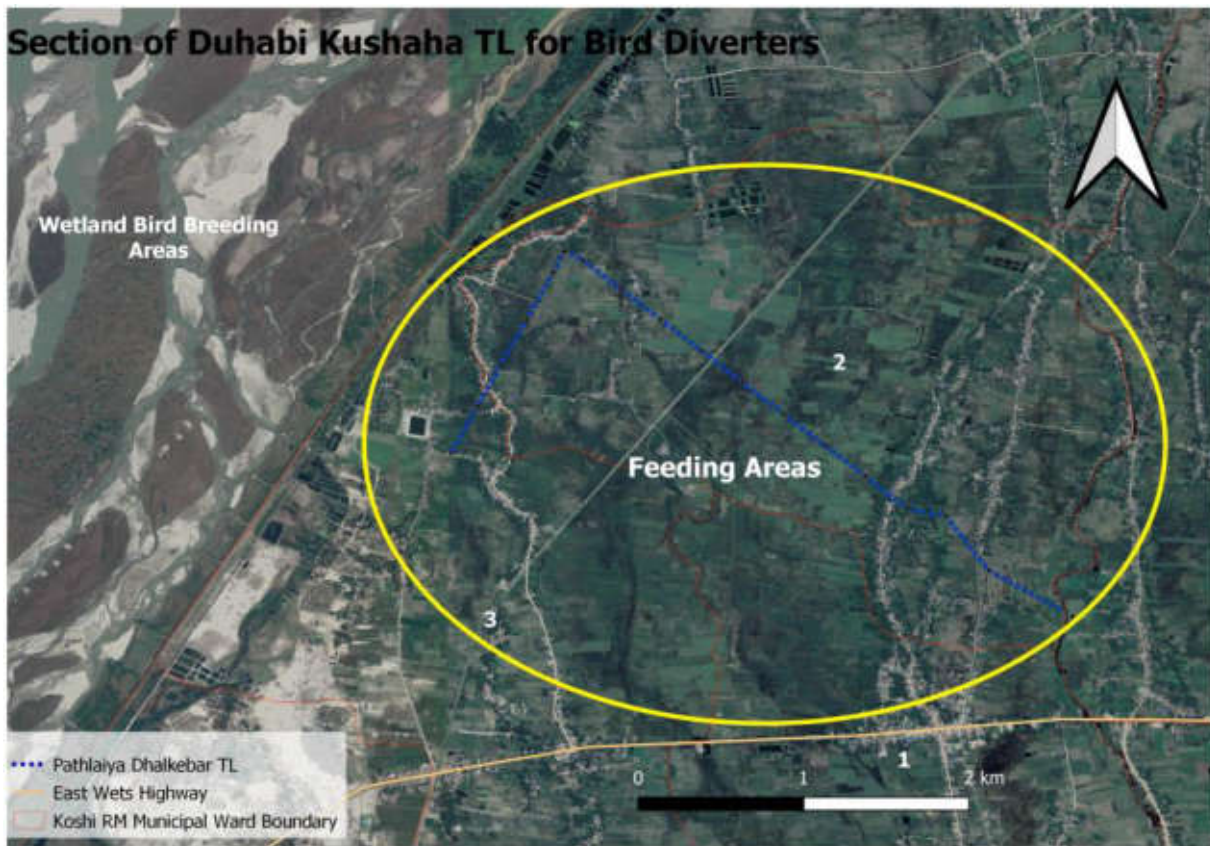 Section of Duhabi Kushaha TL for Bird Diverters
Wetland Bird Breeding
Areas
2
Feeding Areas
3
1
0 1 2 km
Pathlaiya Dhalkebar TL
East Wets Highway
Koshi RM Municipal Ward Boundary